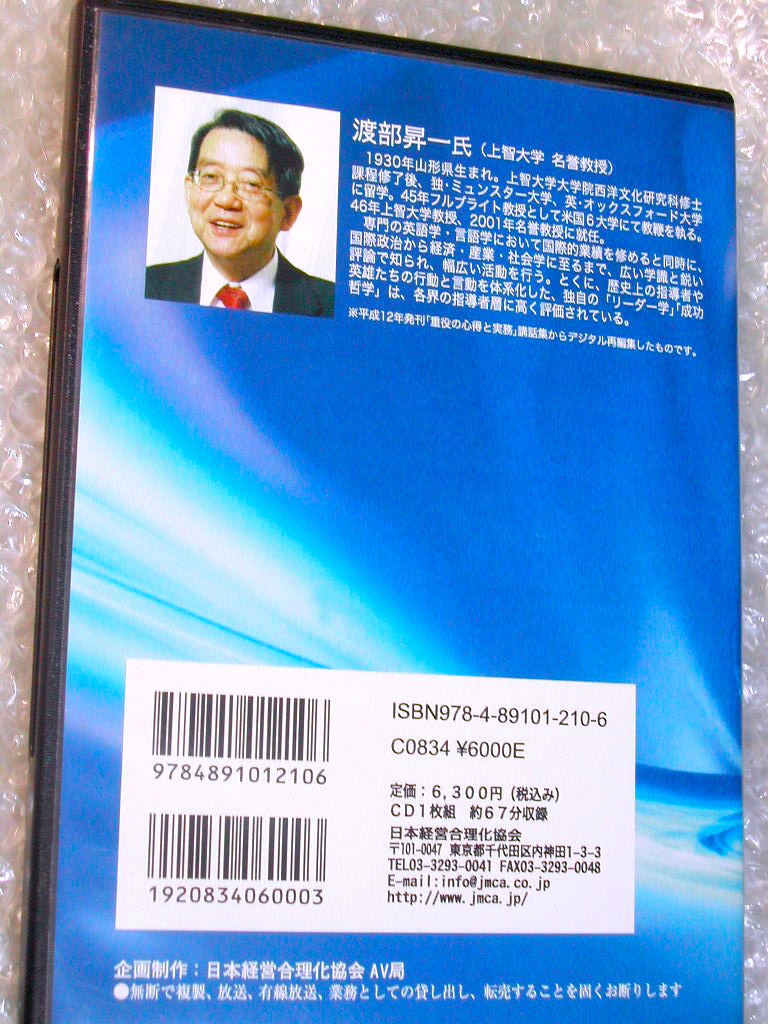 渡部昇一氏（上智大学 名誉教授）
1930年山形県生まれ。上智大学大学院西洋文化研究科修士
課程修了後、独・ミュンスター大学、英・オックスフォード大学
に留学。45年フルブライト教授として米国6大学にて教鞭を執る。
46年上智大学教授、2001年名誉教授に就任。
専門の英語学・言語学において国際的業績を修めると同時に、
国際政治から経済・産業・社会学に至るまで、広い学識と鋭い
評論で知られ、幅広い活動を行う。とくに、歴史上の指導者や
英雄たちの行動と言動を体系化した、独自の「リーダー学」「成功
哲学」は、各界の指導者層に高く評価されている。
※平成12年発刊「重役の心得と実務」講話集からデジタル再編集したものです。
ISBN978-4-89101-210-6
C0834 ¥6000E
9784891012106
定価：6,300円（税込み）
CD1枚組 約67分収録
日本経営合理化協会
〒101-0047 東京都千代田区内神田1-3-3
TEL03-3293-0041 FAX03-3293-0048
E-mail:info@jmca.co.jp
http://www.jmca.jp/
1920834060003
企画制作：日本経営合理化協会 AV局
●無断で複製、放送、有線放送、業務としての貸し出し、転売することを固くお断りします